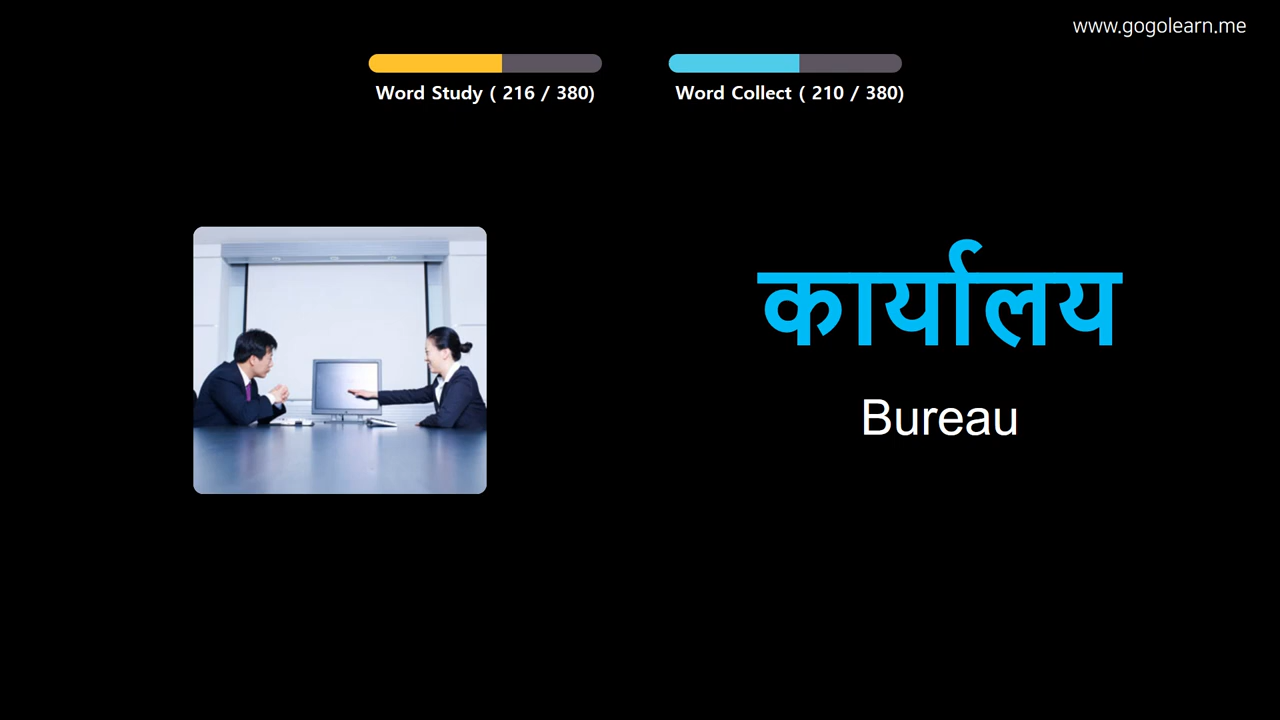 www.gogolearn.me
Word Study ( 216 / 380)
Word Collect ( 210 / 380)
कार्यालय
Bureau